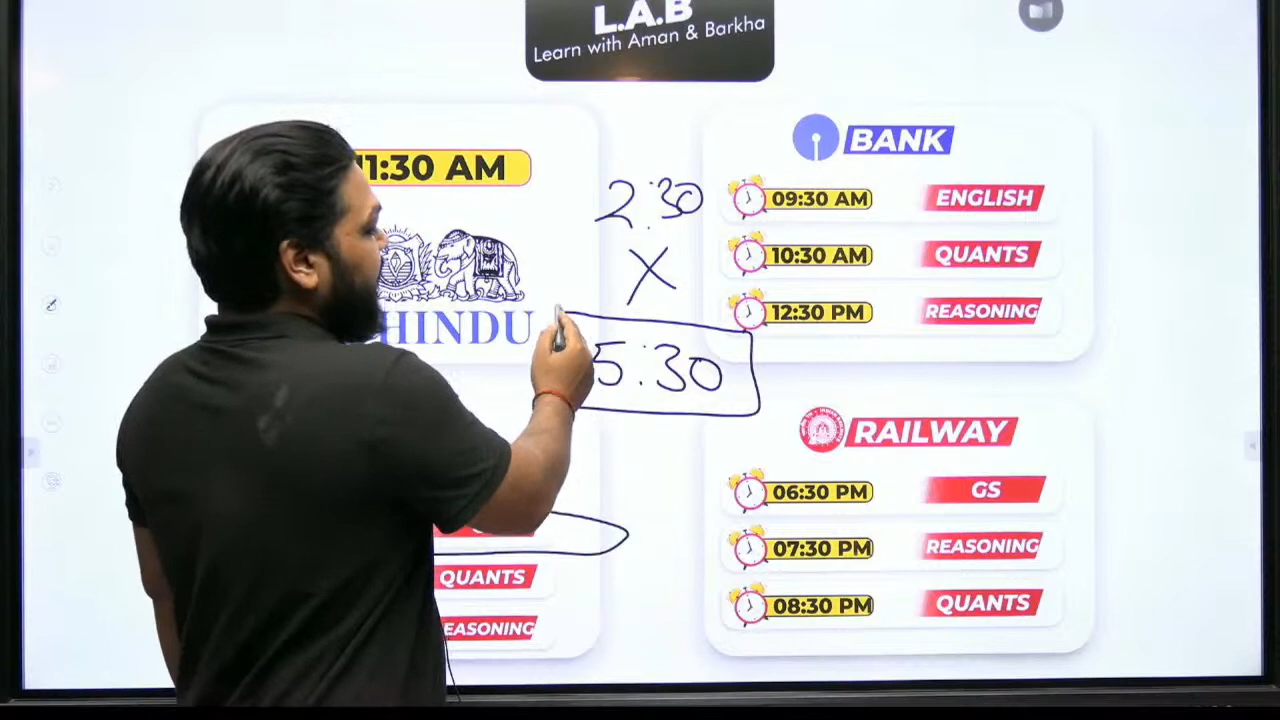 L.A.B
Learn with Aman & Barkha
11:30 AM
HINDU
2:30
X
5:30
QUANTS
REASONING
BANK
09:30 AM ENGLISH
10:30 AM QUANTS
12:30 PM REASONING
RAILWAY
06:30 PM GS
07:30 PM REASONING
08:30 PM QUANTS